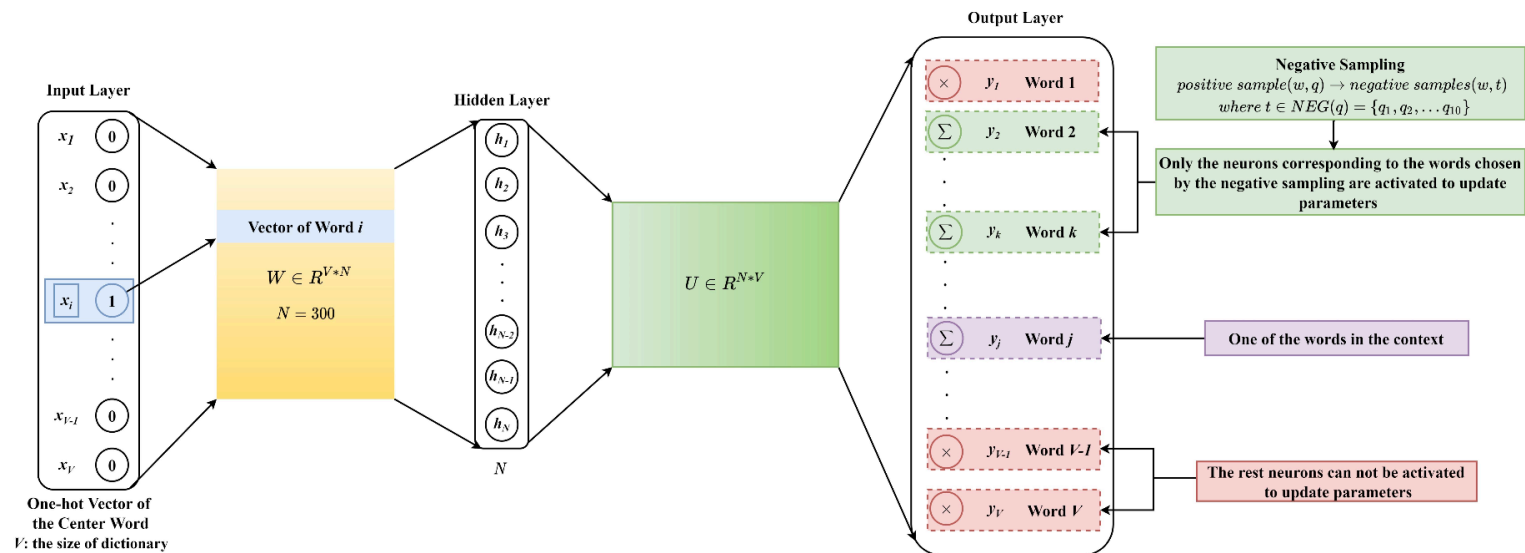 Input Layer
x1 0
x2 0
xi 1
xV-1 0
xV 0
One-hot Vector of
the Center Word
V: the size of dictionary
Vector of Word i
W ∈ R^{V*N}
N = 300
Hidden Layer
h1
h2
h3
hN-2
hN-1
hN
N
U ∈ R^{N*V}
Output Layer
× y1 Word 1
∑ y2 Word 2
∑ yk Word k
∑ yj Word j
× yV-1 Word V-1
× yV Word V
Negative Sampling
positive sample(w, q) → negative samples(w, t)
where t ∈ NEG(q) = {q1, q2, . . . q10}
Only the neurons corresponding to the words chosen
by the negative sampling are activated to update
parameters
One of the words in the context
The rest neurons can not be activated
to update parameters